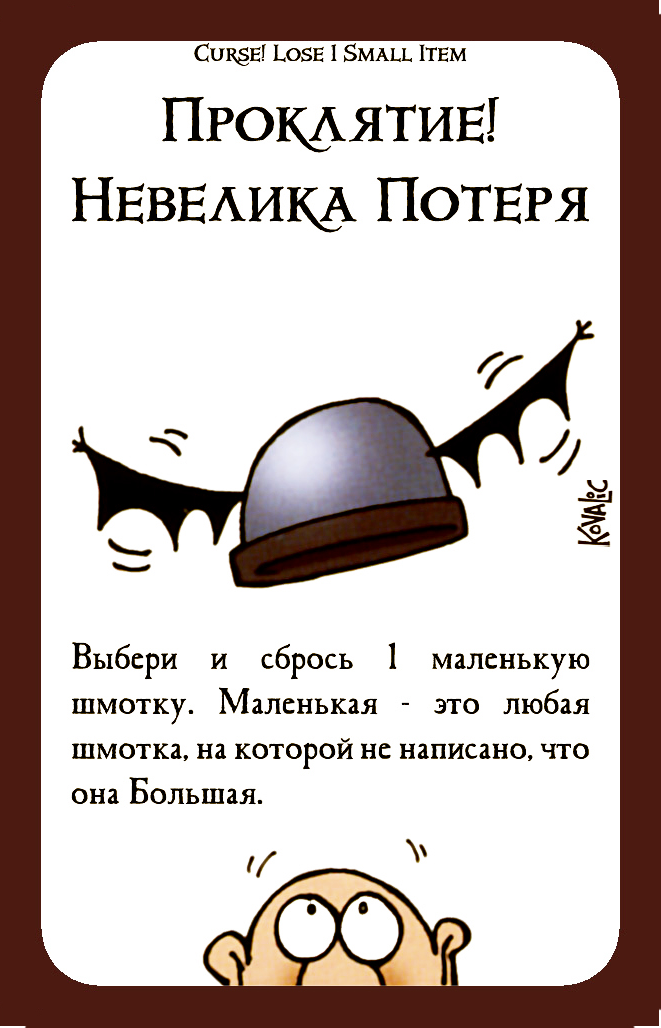 Curse! Lose 1 Small Item
Проклятие!
Невелика Потеря
Kovalic
Выбери и сбрось 1 маленькую
шмотку. Маленькая - это любая
шмотка, на которой не написано, что
она Большая.